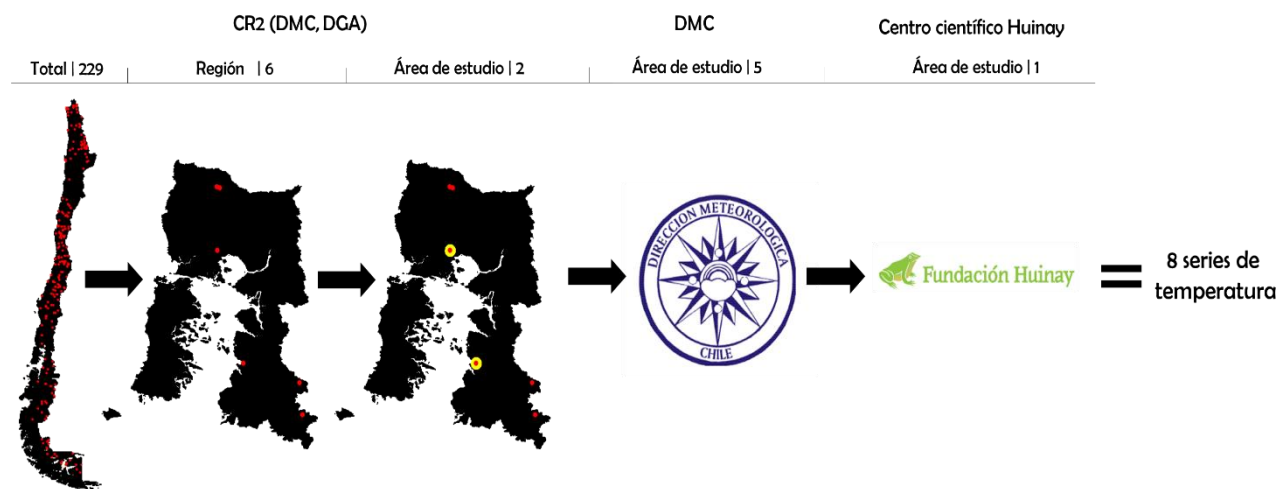 CR2 (DMC, DGA)
DMC
Centro científico Huinay
Total | 229
Región | 6
Área de estudio | 2
Área de estudio | 5
Área de estudio | 1
DIRECCION METEOROLOGICA
CHILE
Fundación Huinay
8 series de
temperatura